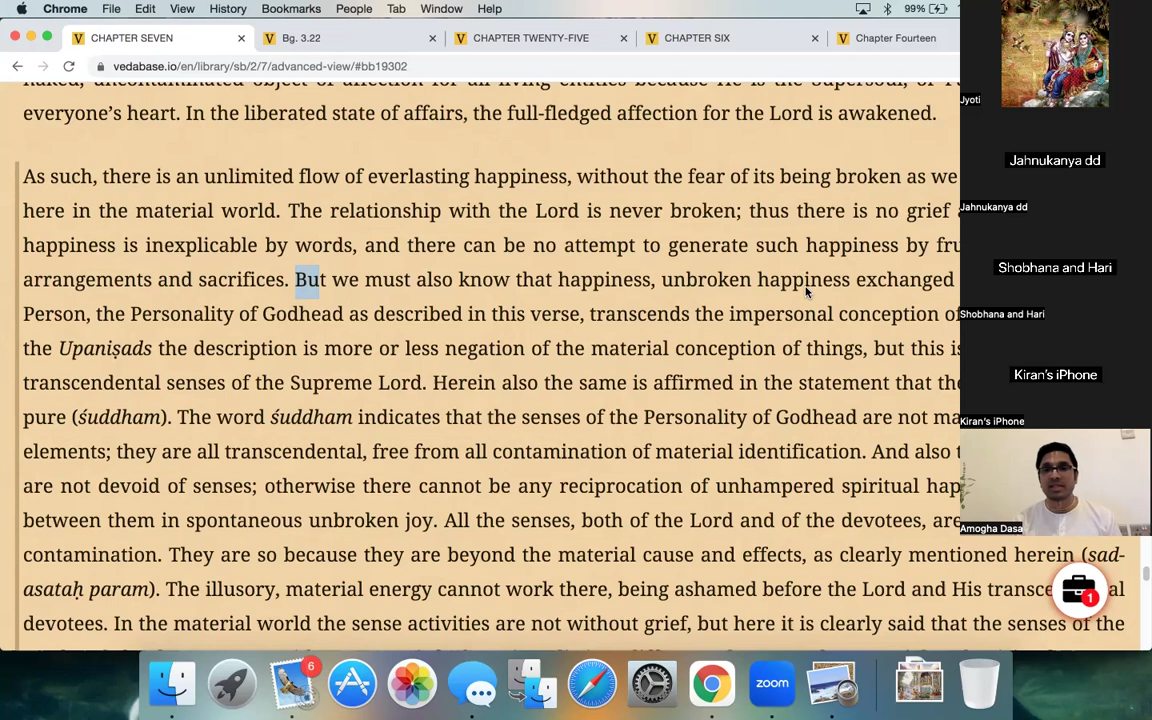 Chrome File Edit View History Bookmarks People Tab Window Help 99%
CHAPTER SEVEN Bg. 3.22 CHAPTER TWENTY-FIVE CHAPTER SIX Chapter Fourteen
vedabase.io/en/library/sb/2/7/advanced-view/#bb19302
everyone's heart. In the liberated state of affairs, the full-fledged affection for the Lord is awakened.
As such, there is an unlimited flow of everlasting happiness, without the fear of its being broken as we
here in the material world. The relationship with the Lord is never broken; thus there is no grief
happiness is inexplicable by words, and there can be no attempt to generate such happiness by
arrangements and sacrifices. But we must also know that happiness, unbroken happiness exchanged
Person, the Personality of Godhead as described in this verse, transcends the impersonal conception
the Upaniṣads the description is more or less negation of the material conception of things, but this
transcendental senses of the Supreme Lord. Herein also the same is affirmed in the statement that
pure (śuddham). The word śuddham indicates that the senses of the Personality of Godhead are not
elements; they are all transcendental, free from all contamination of material identification. And also
are not devoid of senses; otherwise there cannot be any reciprocation of unhampered spiritual
between them in spontaneous unbroken joy. All the senses, both of the Lord and of the devotees, are
contamination. They are so because they are beyond the material cause and effects, as clearly mentioned herein (sad-
asataḥ param). The illusory, material energy cannot work there, being ashamed before the Lord and His
devotees. In the material world the sense activities are not without grief, but here it is clearly said that the senses of the
Jyoti
Jahnukanya dd
Jahnukanya dd
Shobhana and Hari
Shobhana and Hari
Kiran's iPhone
Kiran's iPhone
Amogha Dasa
1
6
zoom